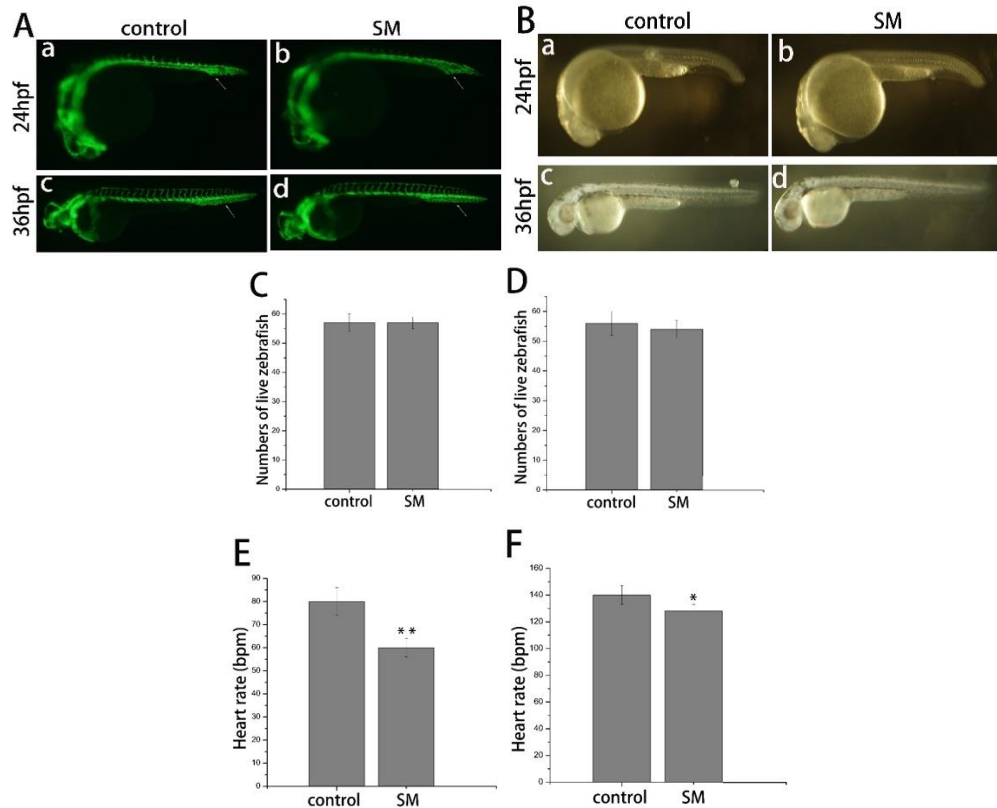 A
control
SM
B
control
SM
24hpf
a
b
24hpf
a
b
36hpf
c
d
36hpf
c
d
C
Numbers of live zebrafish
60
50
40
30
20
10
0
control
SM
D
Numbers of live zebrafish
60
50
40
30
20
10
0
control
SM
E
Heart rate (bpm)
90
80
70
60
50
40
30
20
10
0
**
control
SM
F
Heart rate (bpm)
160
140
120
100
80
60
40
20
0
*
control
SM